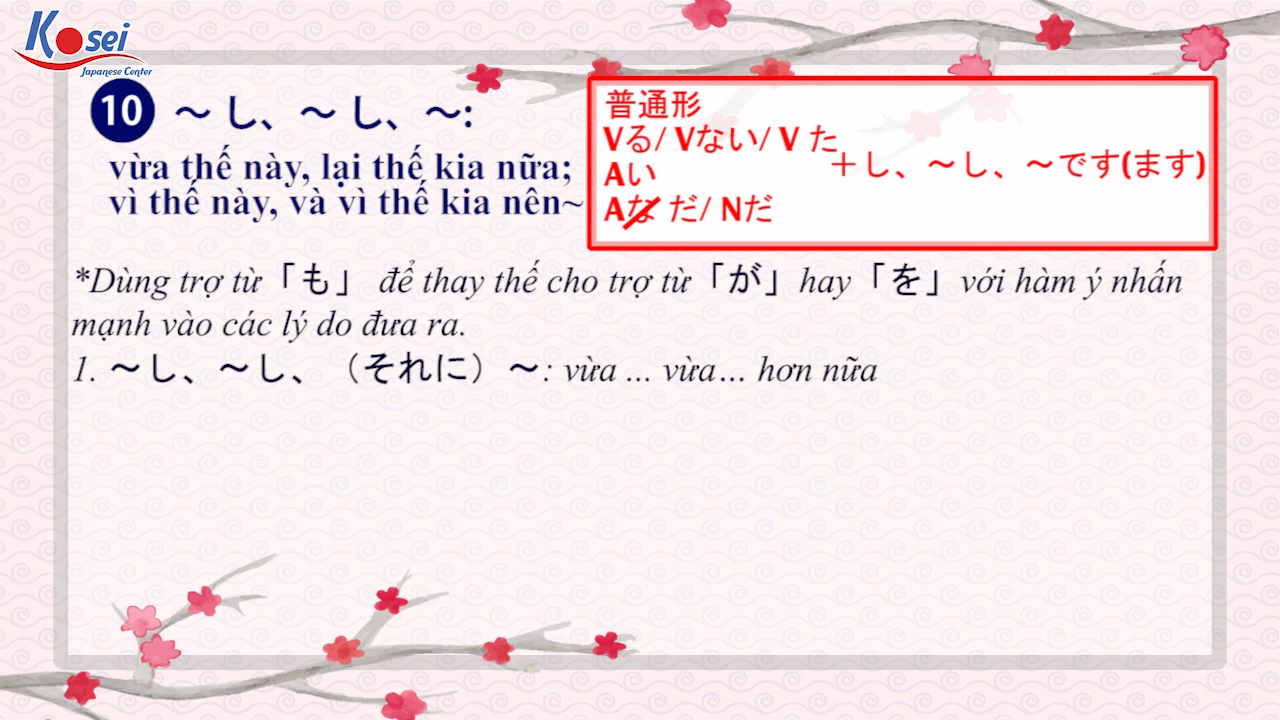 Kosei
Japanese Center
10 ～し、～し、～:
vừa thế này, lại thế kia nữa;
vì thế này, và vì thế kia nên~
普通形
Vる/ Vない/ V た
Aい
Aな だ/ Nだ
＋し、～し、～です(ます)
*Dùng trợ từ「も」 để thay thế cho trợ từ「が」hay「を」với hàm ý nhấn
mạnh vào các lý do đưa ra.
1. ～し、～し、（それに）～: vừa ... vừa... hơn nữa